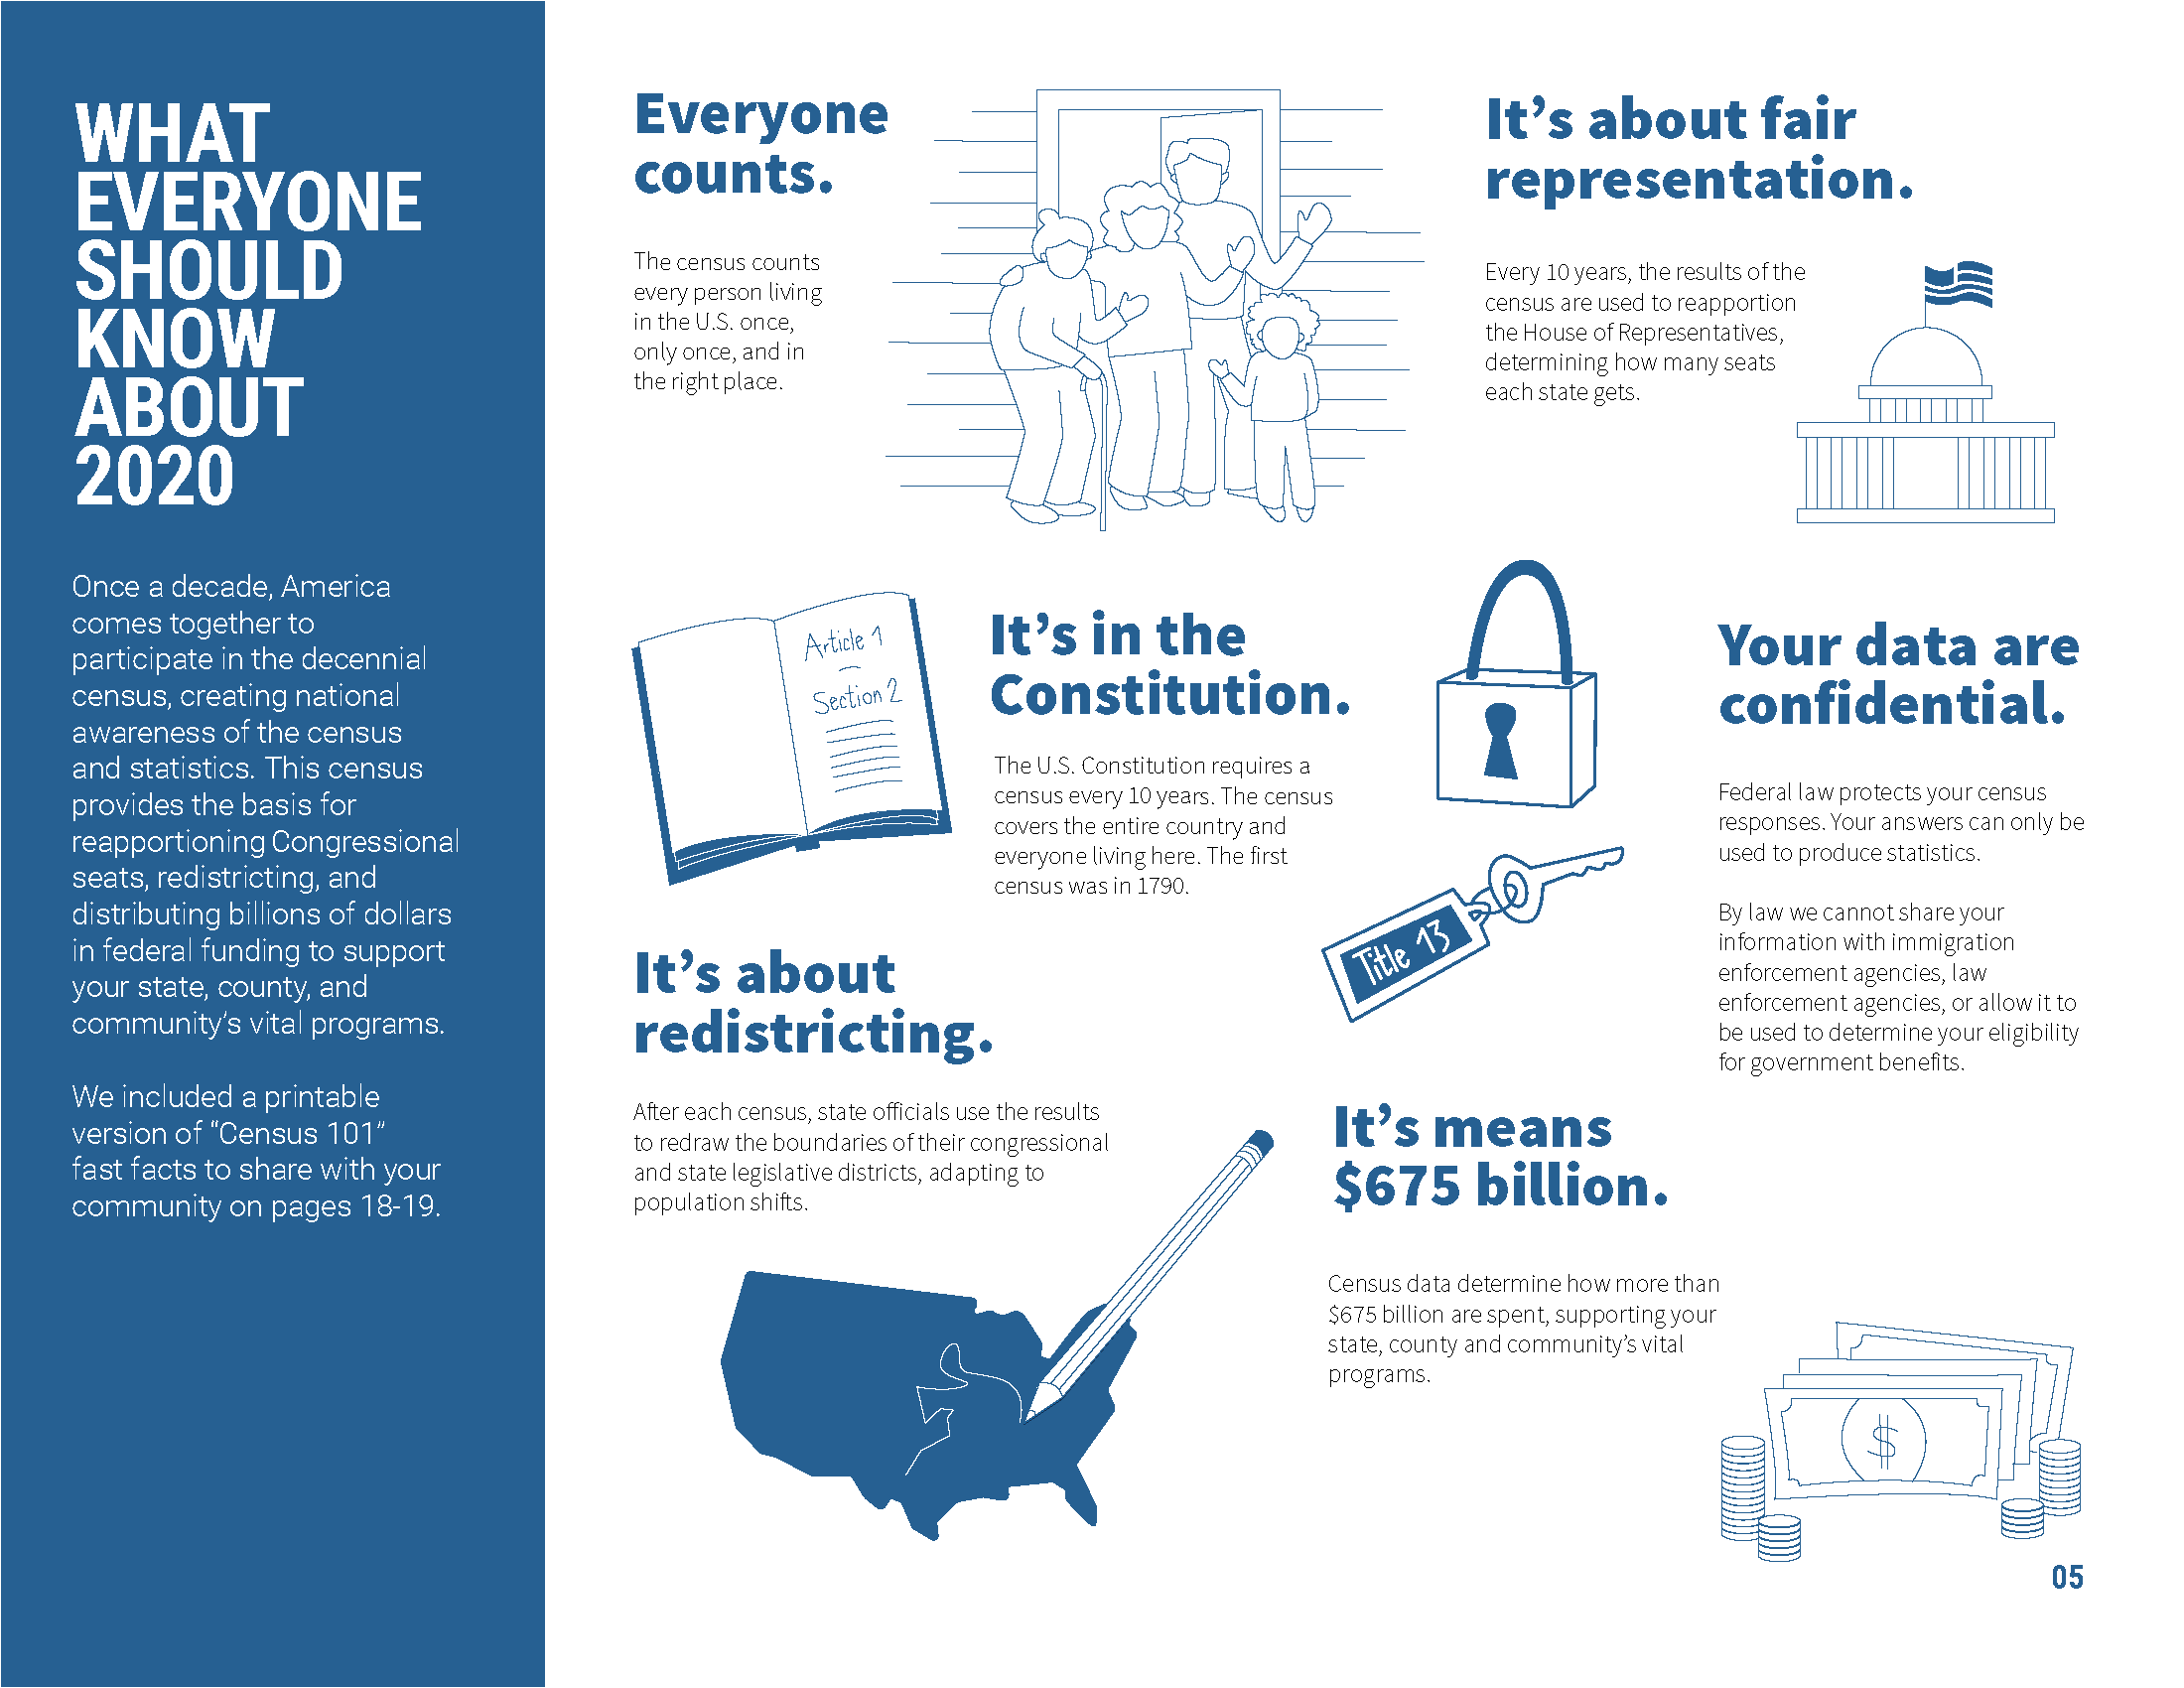 WHAT
EVERYONE
SHOULD
KNOW
ABOUT
2020
Once a decade, America
comes together to
participate in the decennial
census, creating national
awareness of the census
and statistics. This census
provides the basis for
reapportioning Congressional
seats, redistricting, and
distributing billions of dollars
in federal funding to support
your state, county, and
community's vital programs.
We included a printable
version of “Census 101”
fast facts to share with your
community on pages 18-19.
Everyone
counts.
The census counts
every person living
in the U.S. once,
only once, and in
the right place.
It’s about fair
representation.
Every 10 years, the results of the
census are used to reapportion
the House of Representatives,
determining how many seats
each state gets.
Article 1
Section 2
It’s in the
Constitution.
The U.S. Constitution requires a
census every 10 years. The census
covers the entire country and
everyone living here. The first
census was in 1790.
Title 13
Your data are
confidential.
Federal law protects your census
responses. Your answers can only be
used to produce statistics.
By law we cannot share your
information with immigration
enforcement agencies, law
enforcement agencies, or allow it to
be used to determine your eligibility
for government benefits.
It’s about
redistricting.
After each census, state officials use the results
to redraw the boundaries of their congressional
and state legislative districts, adapting to
population shifts.
It’s means
$675 billion.
Census data determine how more than
$675 billion are spent, supporting your
state, county and community’s vital
programs.
$
05